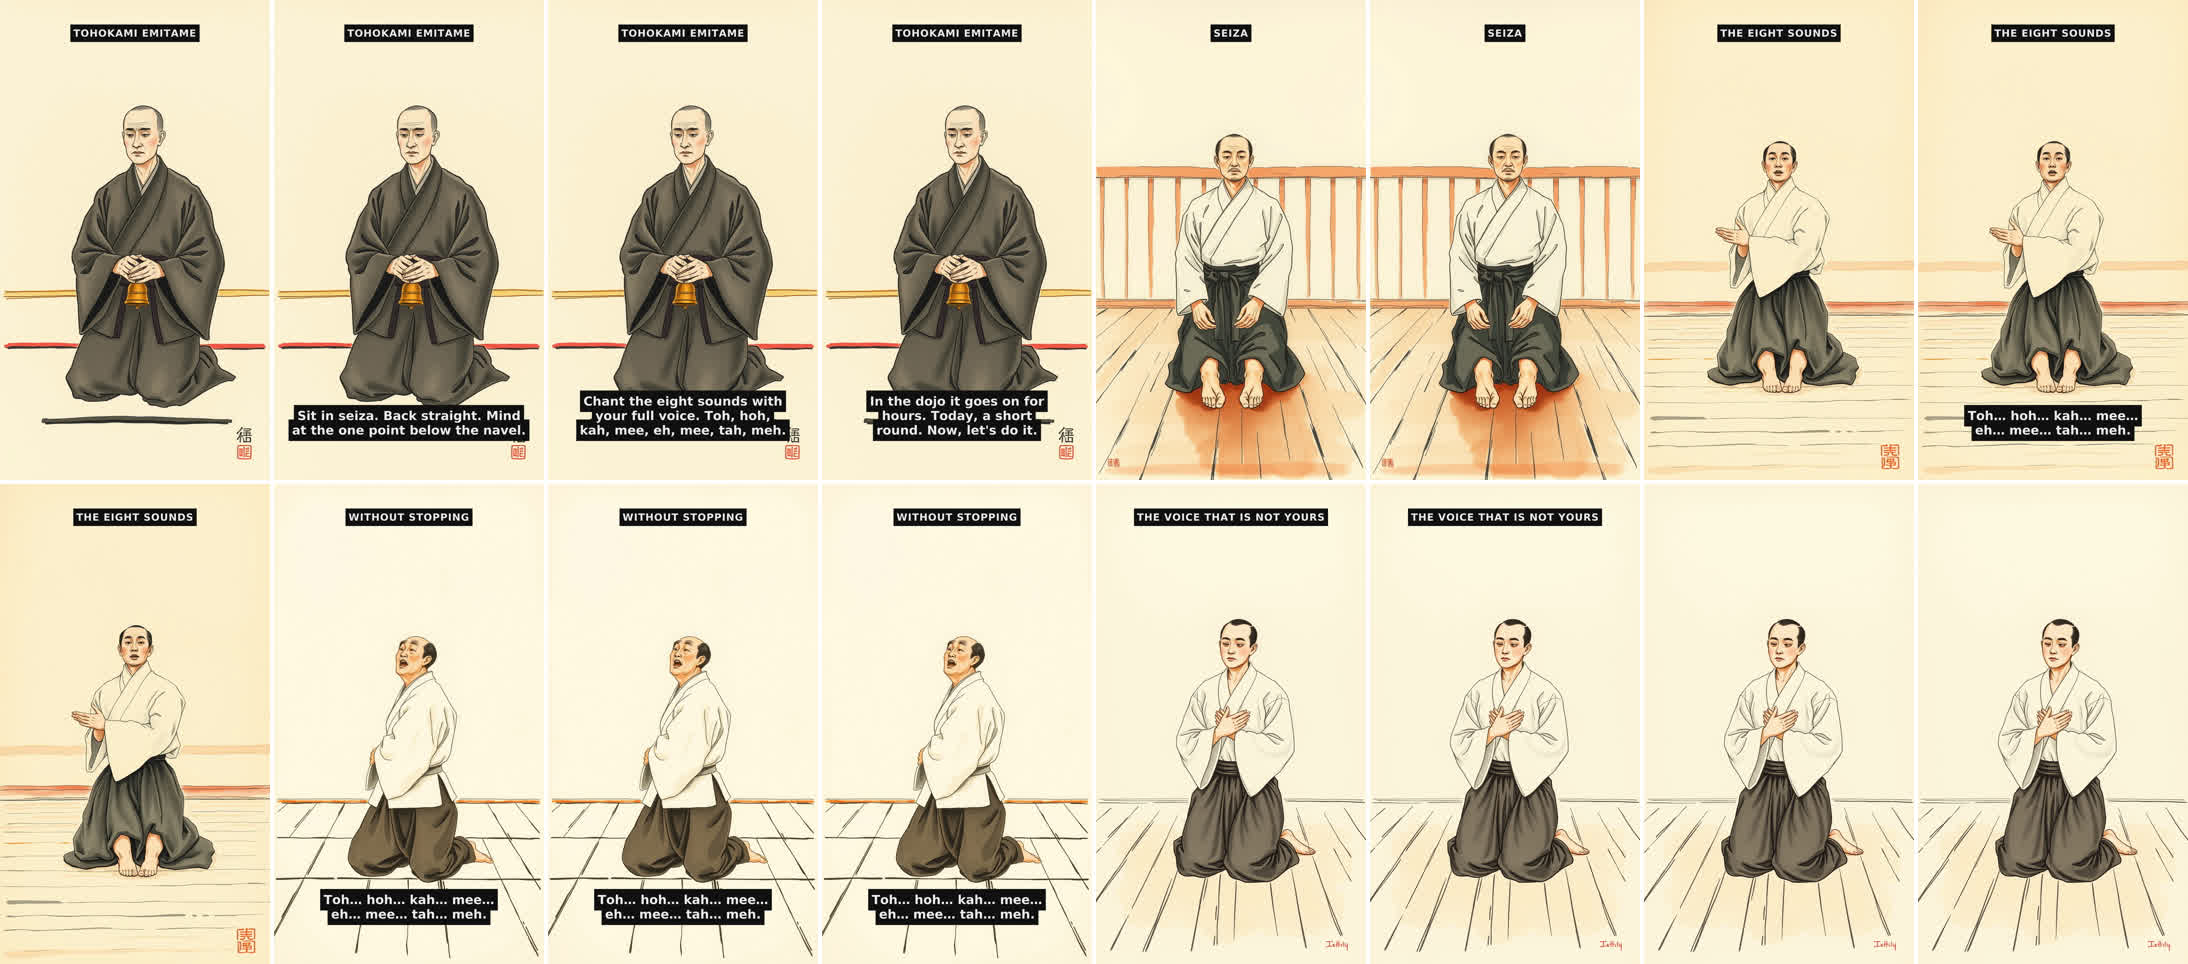 TOHOKAMI EMITAME
TOHOKAMI EMITAME
Sit in seiza. Back straight. Mind
at the one point below the navel.
TOHOKAMI EMITAME
Chant the eight sounds with
your full voice. Toh, hoh,
kah, mee, eh, mee, tah, meh.
TOHOKAMI EMITAME
In the dojo it goes on for
hours. Today, a short
round. Now, let's do it.
SEIZA
SEIZA
THE EIGHT SOUNDS
THE EIGHT SOUNDS
Toh... hoh... kah... mee...
eh... mee... tah... meh.
THE EIGHT SOUNDS
WITHOUT STOPPING
Toh... hoh... kah... mee...
eh... mee... tah... meh.
WITHOUT STOPPING
Toh... hoh... kah... mee...
eh... mee... tah... meh.
WITHOUT STOPPING
Toh... hoh... kah... mee...
eh... mee... tah... meh.
THE VOICE THAT IS NOT YOURS
THE VOICE THAT IS NOT YOURS